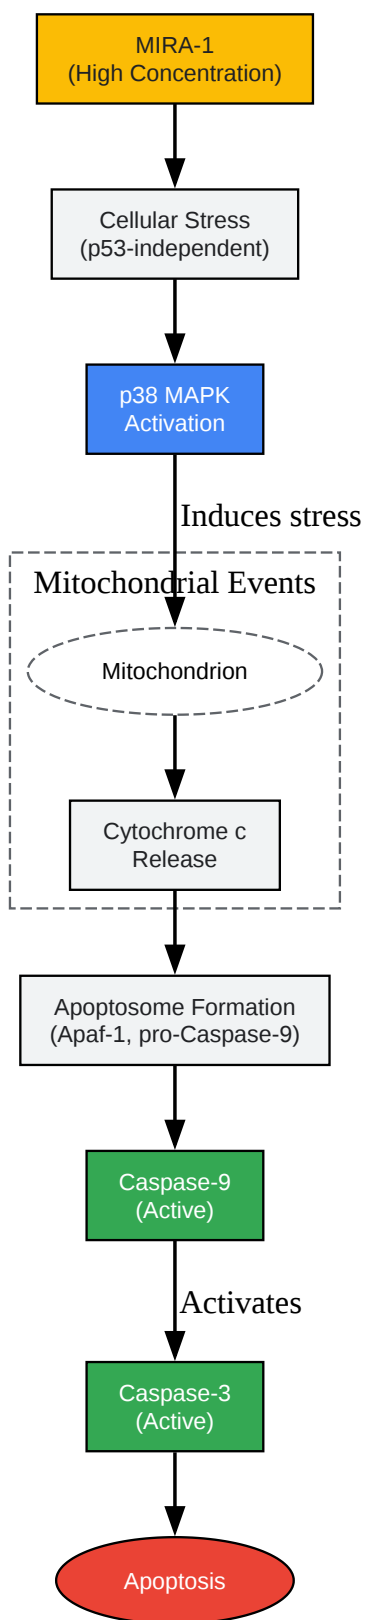 MIRA-1
(High Concentration)
Cellular Stress
(p53-independent)
p38 MAPK
Activation
Induces stress
Mitochondrial Events
Mitochondrion
Cytochrome c
Release
Apoptosome Formation
(Apaf-1, pro-Caspase-9)
Caspase-9
(Active)
Activates
Caspase-3
(Active)
Apoptosis